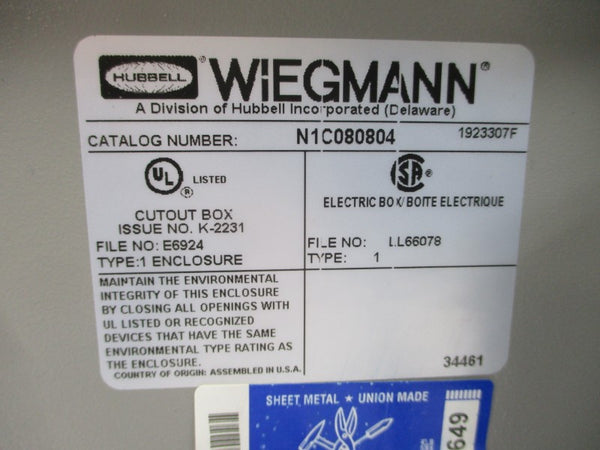 HUBBELL® WiEGMANN®
A Division of Hubbell Incorporated (Delaware)
CATALOG NUMBER: N1C080804 1923307F
UL ® LISTED
CUTOUT BOX
ISSUE NO. K-2231
FILE NO: E6924
TYPE:1 ENCLOSURE
SA®
ELECTRIC BOX/BOITE ELECTRIQUE
FILE NO: LL66078
TYPE: 1
MAINTAIN THE ENVIRONMENTAL
INTEGRITY OF THIS ENCLOSURE
BY CLOSING ALL OPENINGS WITH
UL LISTED OR RECOGNIZED
DEVICES THAT HAVE THE SAME
ENVIRONMENTAL TYPE RATING AS
THE ENCLOSURE.
COUNTRY OF ORIGIN: ASSEMBLED IN U.S.A.
34461
SHEET METAL ★ UNION MADE
649